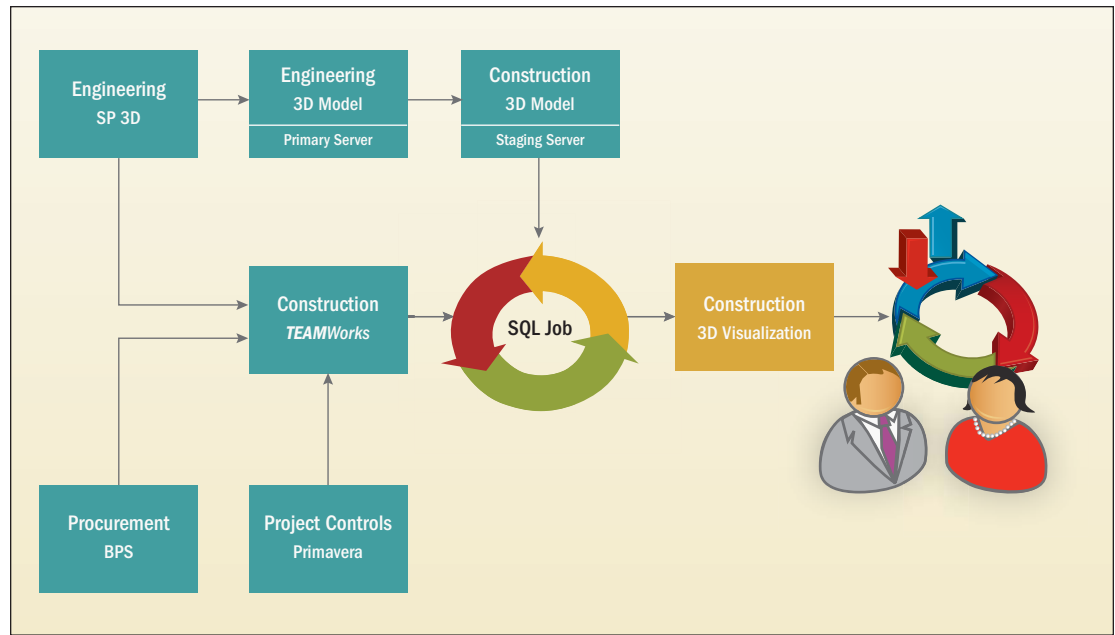 Engineering
SP 3D
Engineering
3D Model
Primary Server
Construction
3D Model
Staging Server
Construction
TEAMWorks
SQL Job
Construction
3D Visualization
Procurement
BPS
Project Controls
Primavera